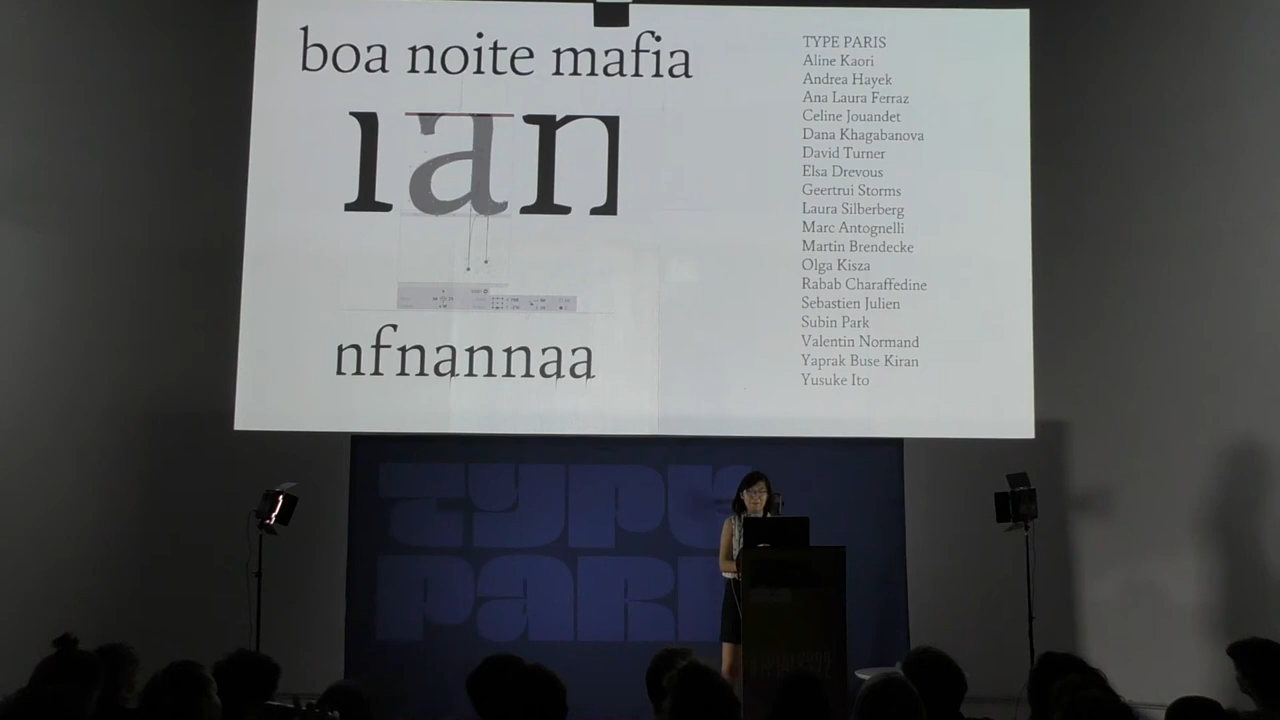 boa noite mafia
ıan
nfnannaa
TYPE PARIS
Aline Kaori
Andrea Hayek
Ana Laura Ferraz
Celine Jouandet
Dana Khagabanova
David Turner
Elsa Drevous
Geertrui Storms
Laura Silberberg
Marc Antognelli
Martin Brendecke
Olga Kisza
Rabab Charaffedine
Sebastien Julien
Subin Park
Valentin Normand
Yaprak Buse Kiran
Yusuke Ito
TYPE
PARI